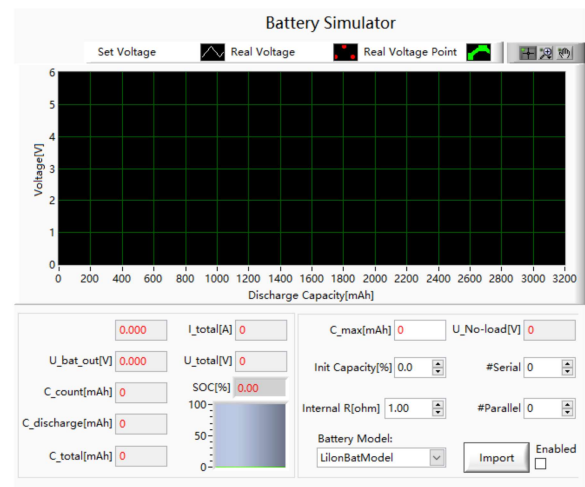 Battery Simulator
Set Voltage Real Voltage Real Voltage Point
6
5
4
3
2
1
0
Voltage[V]
0 200 400 600 800 1000 1200 1400 1600 1800 2000 2200 2400 2600 2800 3000 3200
Discharge Capacity[mAh]
0.000 I_total[A] 0
U_bat_out[V] 0.000 U_total[V] 0
C_count[mAh] 0 SOC[%] 0.00
C_discharge[mAh] 0
C_total[mAh] 0
100
50
0
C_max[mAh] 0 U_No-load[V] 0
Init Capacity[%] 0.0 #Serial 0
Internal R[ohm] 1.00 #Parallel 0
Battery Model:
LiIonBatModel Import Enabled